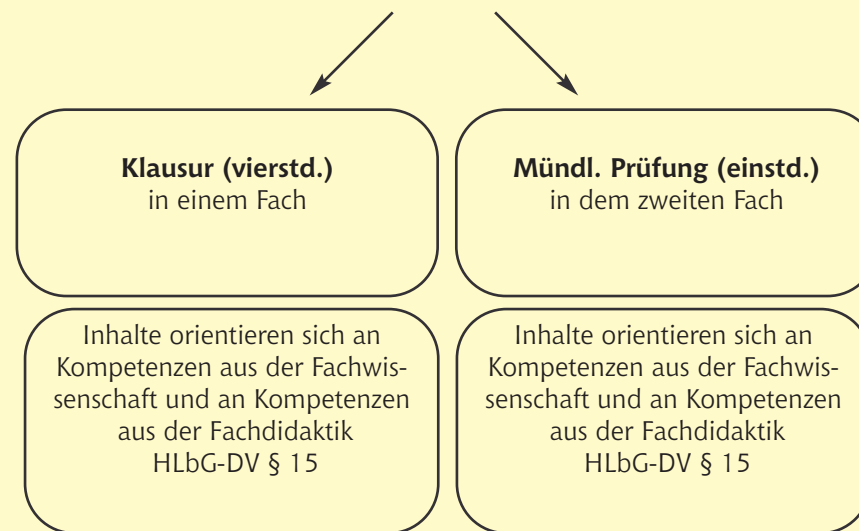 Klausur (vierstd.)
in einem Fach
Mündl. Prüfung (einstd.)
in dem zweiten Fach
Inhalte orientieren sich an
Kompetenzen aus der Fachwis-
senschaft und an Kompetenzen
aus der Fachdidaktik
HLbG-DV § 15
Inhalte orientieren sich an
Kompetenzen aus der Fachwis-
senschaft und an Kompetenzen
aus der Fachdidaktik
HLbG-DV § 15